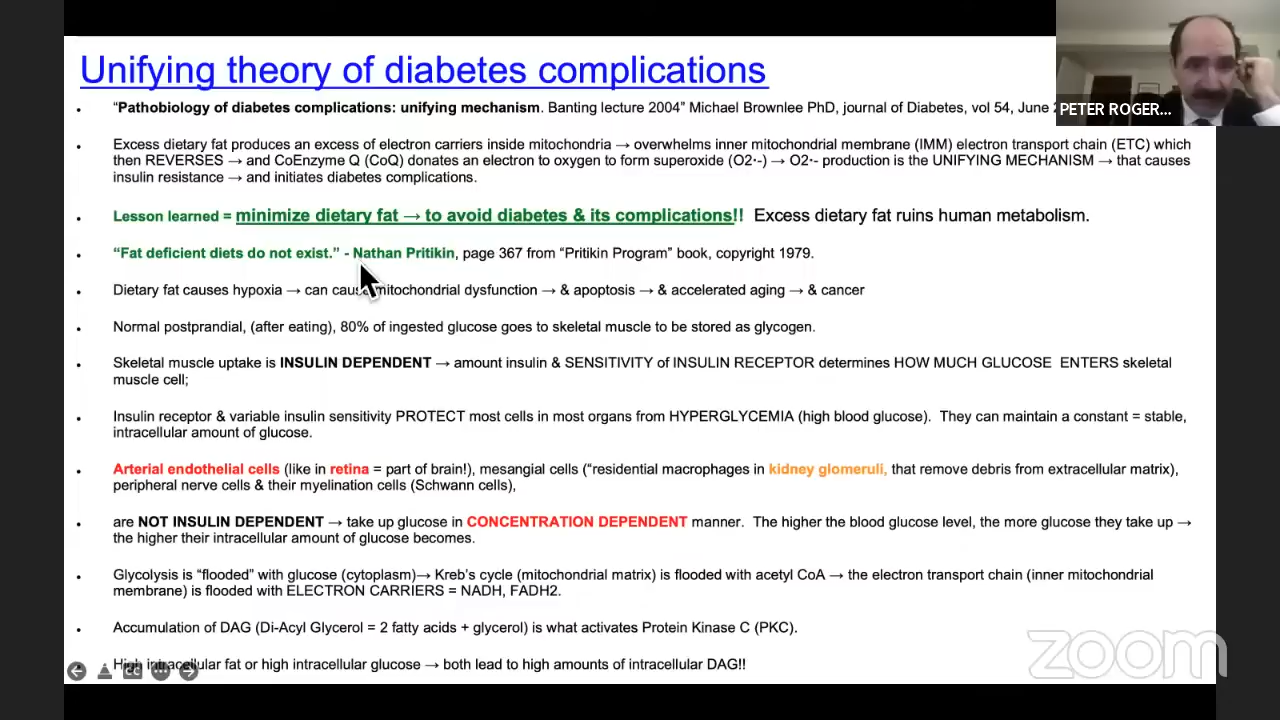 Unifying theory of diabetes complications
PETER ROGER...
• "Pathobiology of diabetes complications: unifying mechanism. Banting lecture 2004" Michael Brownlee PhD, journal of Diabetes, vol 54, June
• Excess dietary fat produces an excess of electron carriers inside mitochondria → overwhelms inner mitochondrial membrane (IMM) electron transport chain (ETC) which
then REVERSES → and CoEnzyme Q (CoQ) donates an electron to oxygen to form superoxide (O2•-) → O2•- production is the UNIFYING MECHANISM → that causes
insulin resistance → and initiates diabetes complications.
• Lesson learned = minimize dietary fat → to avoid diabetes & its complications!! Excess dietary fat ruins human metabolism.
• “Fat deficient diets do not exist.” - Nathan Pritikin, page 367 from “Pritikin Program” book, copyright 1979.
• Dietary fat causes hypoxia → can cause mitochondrial dysfunction → & apoptosis → & accelerated aging → & cancer
• Normal postprandial, (after eating), 80% of ingested glucose goes to skeletal muscle to be stored as glycogen.
• Skeletal muscle uptake is INSULIN DEPENDENT → amount insulin & SENSITIVITY of INSULIN RECEPTOR determines HOW MUCH GLUCOSE ENTERS skeletal
muscle cell;
• Insulin receptor & variable insulin sensitivity PROTECT most cells in most organs from HYPERGLYCEMIA (high blood glucose). They can maintain a constant = stable,
intracellular amount of glucose.
• Arterial endothelial cells (like in retina = part of brain!), mesangial cells (“residential macrophages in kidney glomeruli, that remove debris from extracellular matrix),
peripheral nerve cells & their myelination cells (Schwann cells),
• are NOT INSULIN DEPENDENT → take up glucose in CONCENTRATION DEPENDENT manner. The higher the blood glucose level, the more glucose they take up →
the higher their intracellular amount of glucose becomes.
• Glycolysis is “flooded” with glucose (cytoplasm)→ Kreb’s cycle (mitochondrial matrix) is flooded with acetyl CoA → the electron transport chain (inner mitochondrial
membrane) is flooded with ELECTRON CARRIERS = NADH, FADH2.
• Accumulation of DAG (Di-Acyl Glycerol = 2 fatty acids + glycerol) is what activates Protein Kinase C (PKC).
High intracellular fat or high intracellular glucose → both lead to high amounts of intracellular DAG!!
CC
zoom